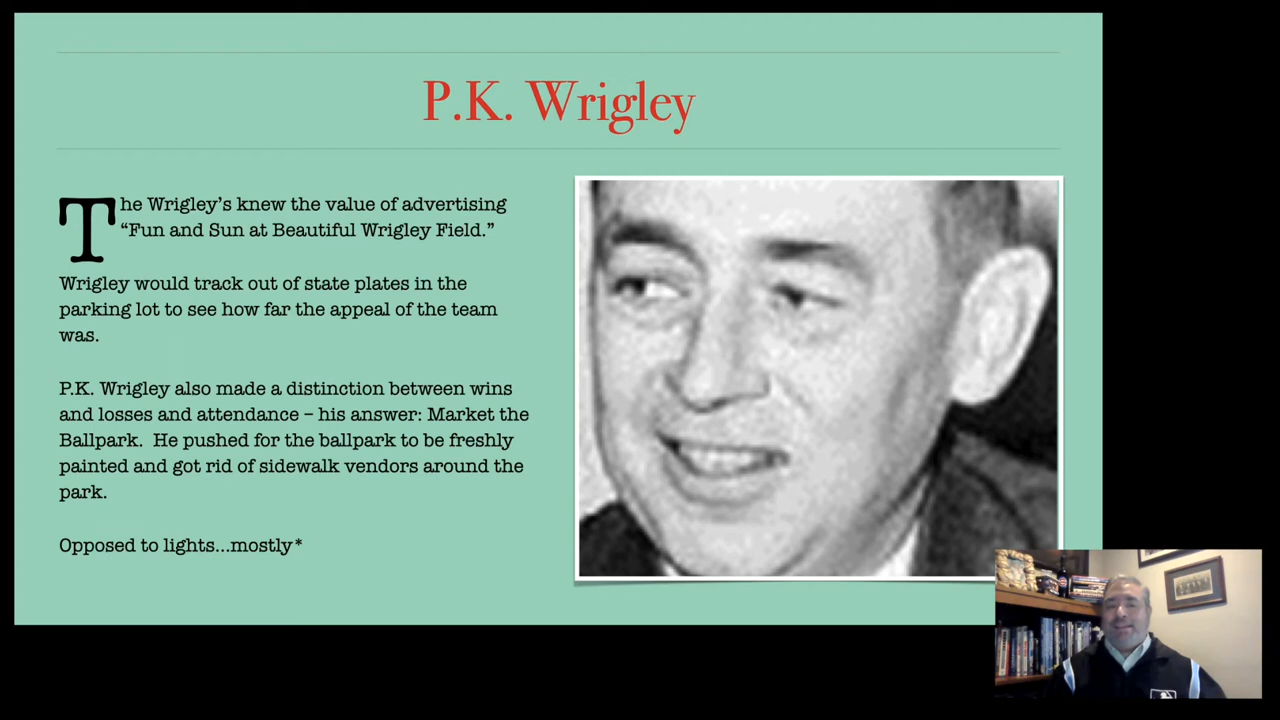 P.K. Wrigley
The Wrigley’s knew the value of advertising
“Fun and Sun at Beautiful Wrigley Field.”
Wrigley would track out of state plates in the
parking lot to see how far the appeal of the team
was.
P.K. Wrigley also made a distinction between wins
and losses and attendance – his answer: Market the
Ballpark.  He pushed for the ballpark to be freshly
painted and got rid of sidewalk vendors around the
park.
Opposed to lights...mostly*